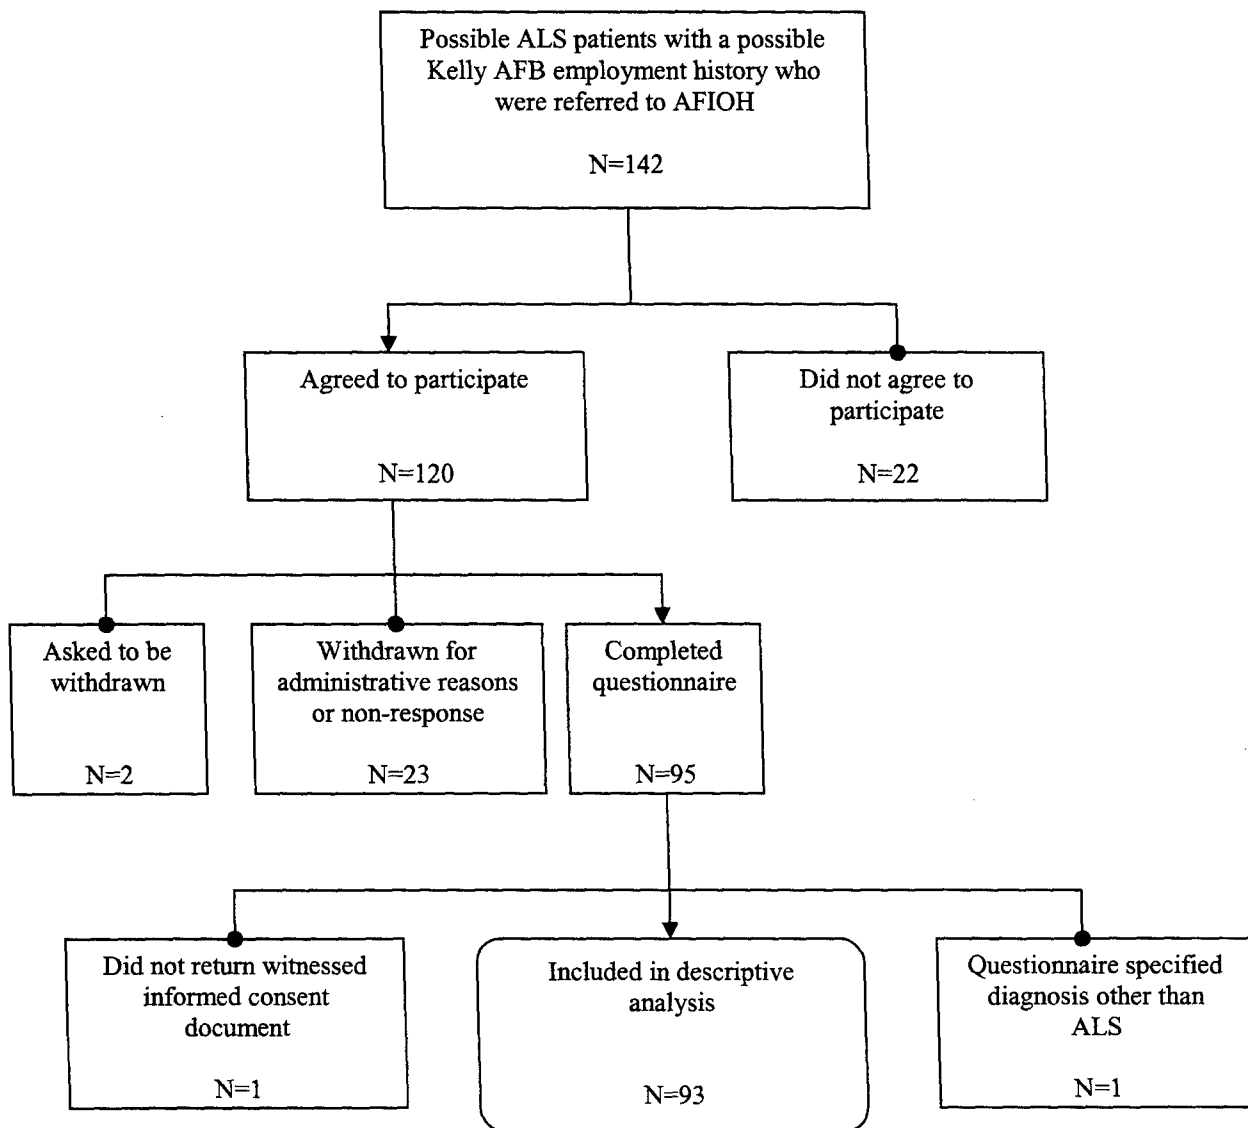 Possible ALS patients with a possible
Kelly AFB employment history who
were referred to AFIOH
N=142
Agreed to participate
N=120
Did not agree to
participate
N=22
Asked to be
withdrawn
N=2
Withdrawn for
administrative reasons
or non-response
N=23
Completed
questionnaire
N=95
Did not return witnessed
informed consent
document
N=1
Included in descriptive
analysis
N=93
Questionnaire specified
diagnosis other than
ALS
N=1